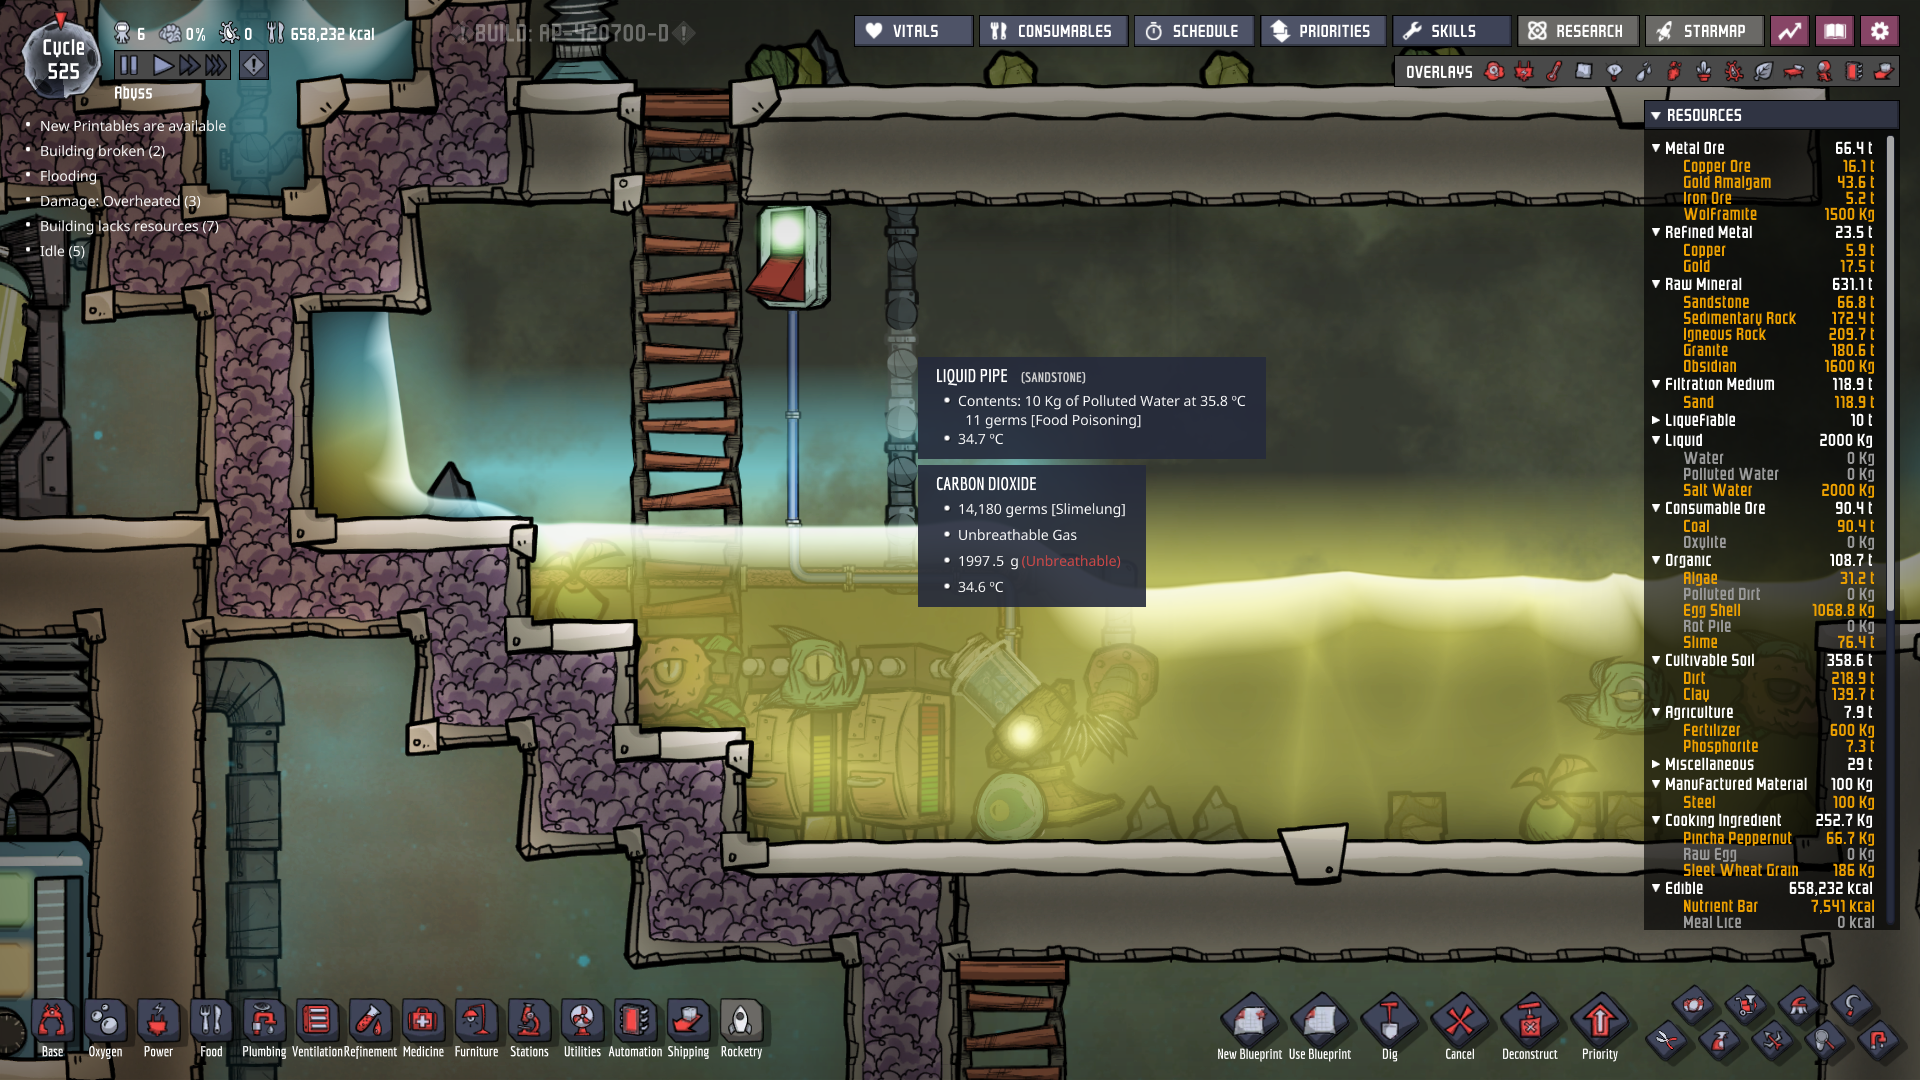 Cycle
525
6
0%
0
658,232 kcal
BUILD: AP-420700-D
VITALS
CONSUMABLES
SCHEDULE
PRIORITIES
SKILLS
RESEARCH
STARMAP
Abyss
OVERLAYS
New Printables are available
Building broken (2)
Flooding
Damage: Overheated (3)
Building lacks resources (7)
Idle (5)
RESOURCES
Metal Ore 66.4 t
Copper Ore 16.1 t
Gold Amalgam 43.6 t
Iron Ore 5.2 t
Wolframite 1500 Kg
Refined Metal 23.5 t
Copper 5.9 t
Gold 17.5 t
Raw Mineral 631.1 t
Sandstone 66.8 t
Sedimentary Rock 172.4 t
Igneous Rock 209.7 t
Granite 180.6 t
Obsidian 1600 Kg
Filtration Medium 118.9 t
Sand 118.9 t
Liquefiable 10 t
Liquid 2000 Kg
Water 0 Kg
Polluted Water 0 Kg
Salt Water 2000 Kg
Consumable Ore 90.4 t
Coal 90.4 t
Oxylite 0 Kg
Organic 108.7 t
Algae 31.2 t
Polluted Dirt 0 Kg
Egg Shell 1068.8 Kg
Rot Pile 0 Kg
Slime 76.4 t
Cultivable Soil 358.6 t
Dirt 218.9 t
Clay 139.7 t
Agriculture 7.9 t
Fertilizer 600 Kg
Phosphorite 7.3 t
Miscellaneous 29 t
Manufactured Material 100 Kg
Steel 100 Kg
Cooking Ingredient 252.7 Kg
Pincha Peppernut 66.7 Kg
Raw Egg 0 Kg
Sleet Wheat Grain 186 Kg
Edible 658,232 kcal
Nutrient Bar 7,541 kcal
Meal Lice 0 kcal
LIQUID PIPE (SANDSTONE)
Contents: 10 Kg of Polluted Water at 35.8 ºC
11 germs [Food Poisoning]
34.7 ºC
CARBON DIOXIDE
14,180 germs [Slimelung]
Unbreathable Gas
1997.5 g (Unbreathable)
34.6 ºC
Base
Oxygen
Power
Food
Plumbing
Ventilation
Refinement
Medicine
Furniture
Stations
Utilities
Automation
Shipping
Rocketry
New Blueprint
Use Blueprint
Dig
Cancel
Deconstruct
Priority